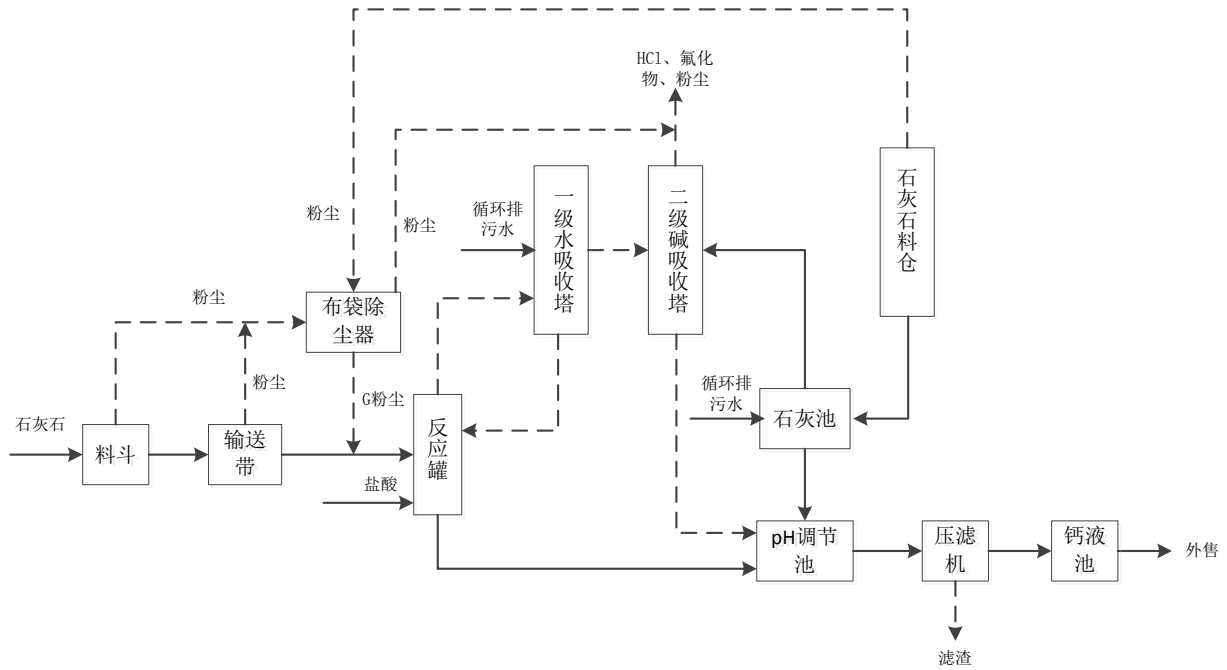 HCl、氟化
物、粉尘
石灰石料仓
一级水吸收塔
二级碱吸收塔
循环排
污水
粉尘
粉尘
粉尘
布袋除
尘器
粉尘
G粉尘
循环排
污水
石灰池
石灰石
料斗
输送
带
反应罐
盐酸
pH调节
池
压滤
机
钙液
池
外售
滤渣